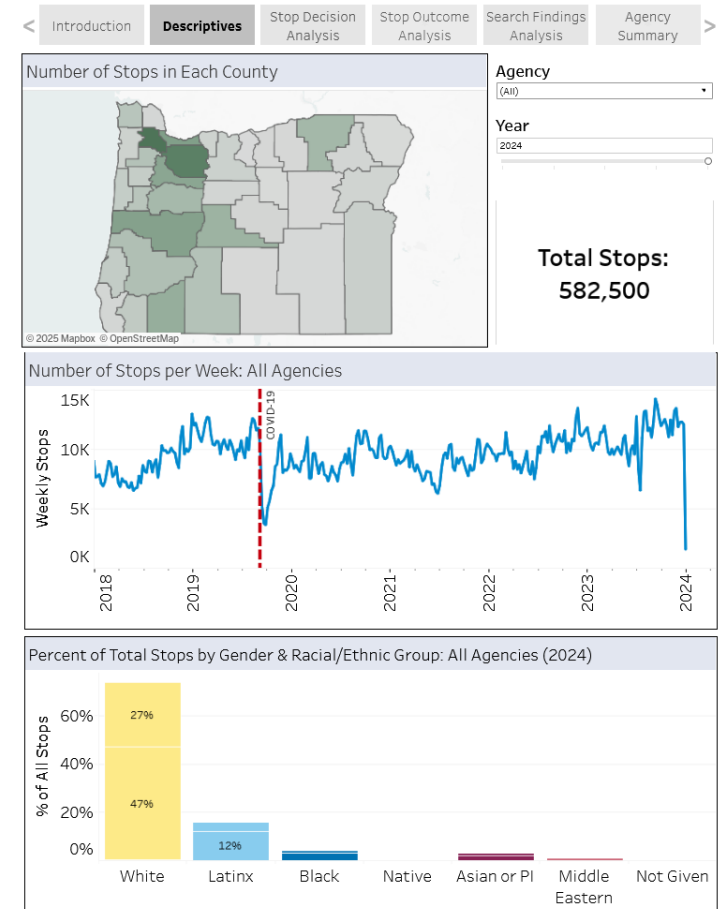 < Introduction Descriptives Stop Decision Analysis Stop Outcome Analysis Search Findings Analysis Agency Summary >
Number of Stops in Each County
© 2025 Mapbox © OpenStreetMap
Agency
(All)
Year
2024
Total Stops:
582,500
Number of Stops per Week: All Agencies
Weekly Stops
15K
10K
5K
0K
COVID-19
2018 2019 2020 2021 2022 2023 2024
Percent of Total Stops by Gender & Racial/Ethnic Group: All Agencies (2024)
% of All Stops
60%
40%
20%
0%
27%
47%
12%
White Latinx Black Native Asian or PI Middle Eastern Not Given